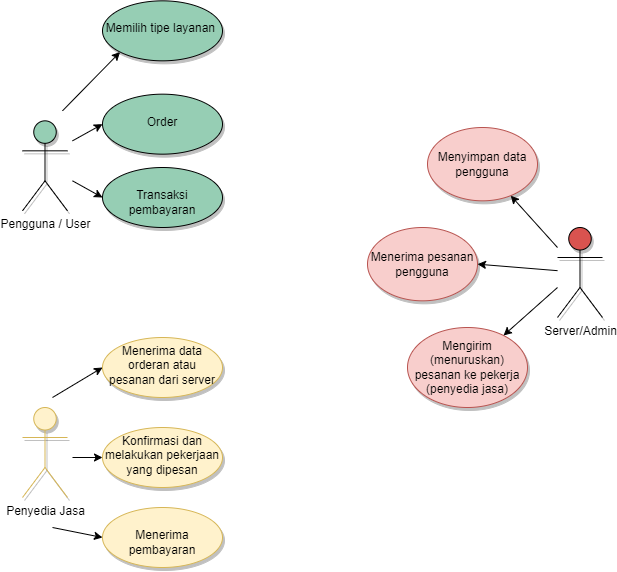 Memilih tipe layanan
Order
Transaksi
pembayaran
Pengguna / User
Menyimpan data
pengguna
Menerima pesanan
pengguna
Mengirim
(menuruskan)
pesanan ke pekerja
(penyedia jasa)
Server/Admin
Menerima data
orderan atau
pesanan dari server
Konfirmasi dan
melakukan pekerjaan
yang dipesan
Menerima
pembayaran
Penyedia Jasa